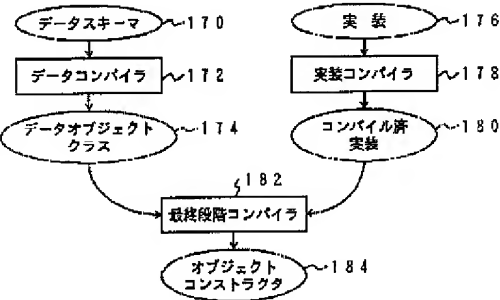 データスキーマ 170
実装 176
データコンパイラ 172
実装コンパイラ 178
データオブジェクト
クラス 174
コンパイル済
実装 180
182
最終段階コンパイラ
オブジェクト
コンストラクタ 184